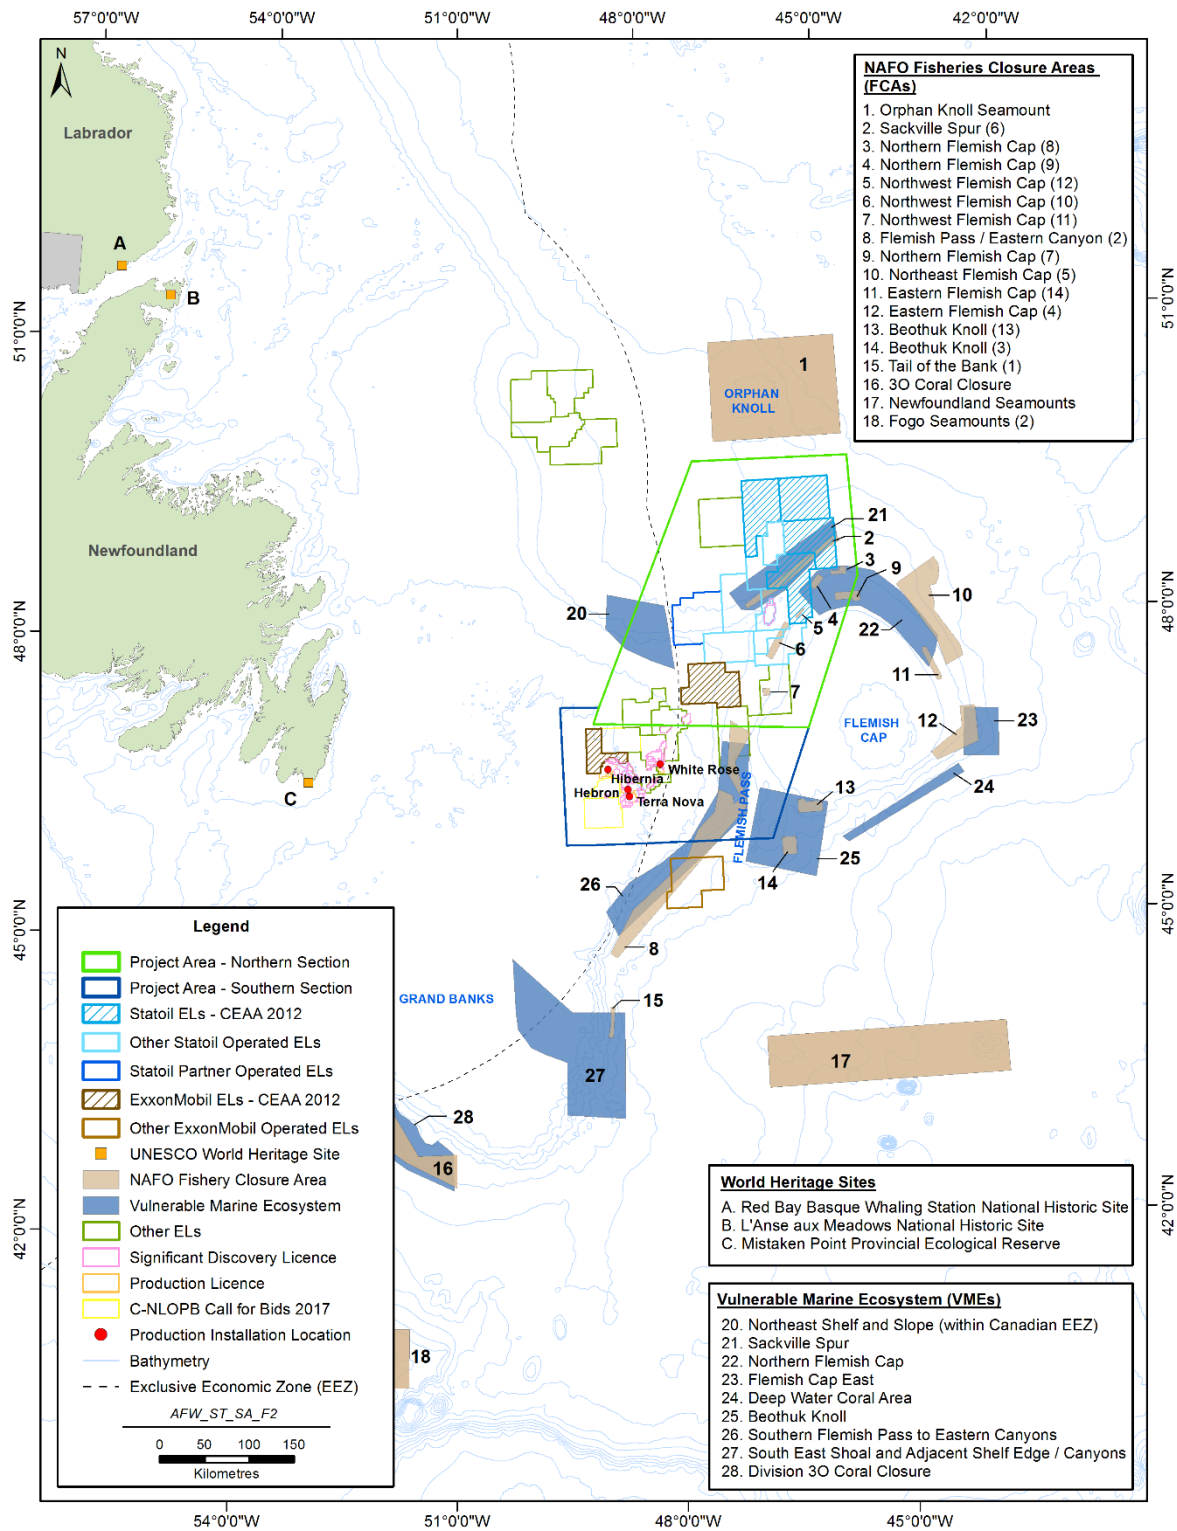 57°0'0"W
54°0'0"W
51°0'0"W
48°0'0"W
45°0'0"W
42°0'0"W
N
Labrador
NAFO Fisheries Closure Areas
(FCAs)
1. Orphan Knoll Seamount
2. Sackville Spur (6)
3. Northern Flemish Cap (8)
4. Northern Flemish Cap (9)
5. Northwest Flemish Cap (12)
6. Northwest Flemish Cap (10)
7. Northwest Flemish Cap (11)
8. Flemish Pass / Eastern Canyon (2)
9. Northern Flemish Cap (7)
10. Northeast Flemish Cap (5)
11. Eastern Flemish Cap (14)
12. Eastern Flemish Cap (4)
13. Beothuk Knoll (13)
14. Beothuk Knoll (3)
15. Tail of the Bank (1)
16. 3O Coral Closure
17. Newfoundland Seamounts
18. Fogo Seamounts (2)
A
B
51°0'0"N
51°0'0"N
1
ORPHAN
KNOLL
21
2
Newfoundland
3
9
10
20
48°0'0"N
48°0'0"N
5
4
22
6
11
7
12
FLEMISH
CAP
23
White Rose
Hibernia
Hebron
Terra Nova
C
FLEMISH PASS
13
24
25
14
26
8
45°0'0"N
45°0'0"N
GRAND BANKS
15
17
27
28
16
Legend
Project Area - Northern Section
Project Area - Southern Section
Statoil ELs - CEAA 2012
Other Statoil Operated ELs
Statoil Partner Operated ELs
ExxonMobil ELs - CEAA 2012
Other ExxonMobil Operated ELs
UNESCO World Heritage Site
NAFO Fishery Closure Area
Vulnerable Marine Ecosystem
Other ELs
Significant Discovery Licence
Production Licence
C-NLOPB Call for Bids 2017
Production Installation Location
Bathymetry
Exclusive Economic Zone (EEZ)
AFW_ST_SA_F2
0 50 100 150
Kilometres
18
42°0'0"N
42°0'0"N
World Heritage Sites
A. Red Bay Basque Whaling Station National Historic Site
B. L'Anse aux Meadows National Historic Site
C. Mistaken Point Provincial Ecological Reserve
Vulnerable Marine Ecosystem (VMEs)
20. Northeast Shelf and Slope (within Canadian EEZ)
21. Sackville Spur
22. Northern Flemish Cap
23. Flemish Cap East
24. Deep Water Coral Area
25. Beothuk Knoll
26. Southern Flemish Pass to Eastern Canyons
27. South East Shoal and Adjacent Shelf Edge / Canyons
28. Division 3O Coral Closure
54°0'0"W
51°0'0"W
48°0'0"W
45°0'0"W